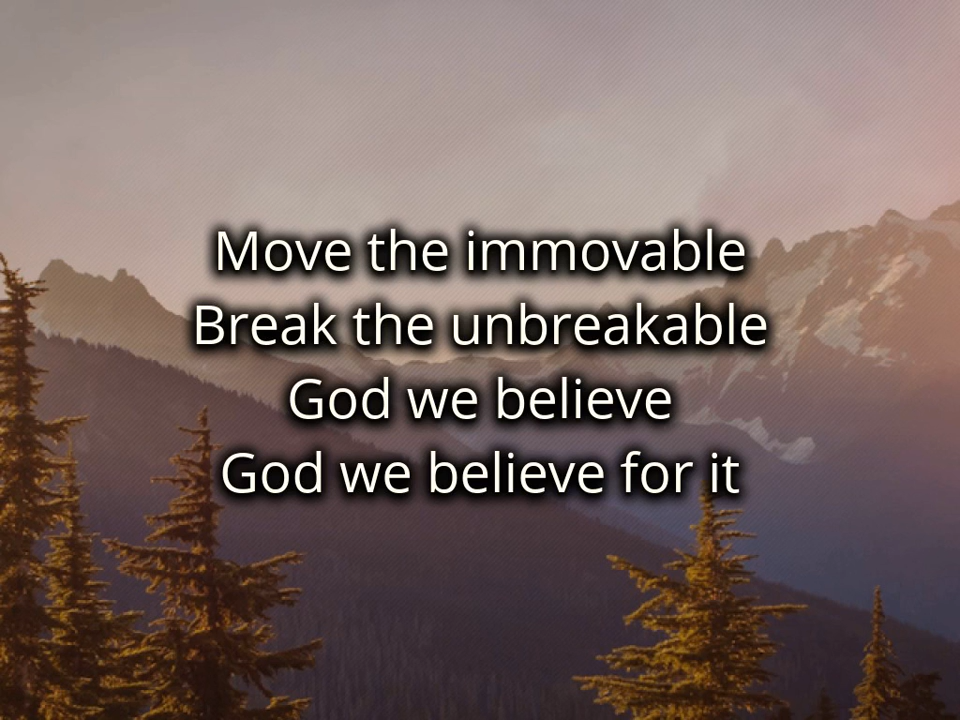 Move the immovable
Break the unbreakable
God we believe
God we believe for it